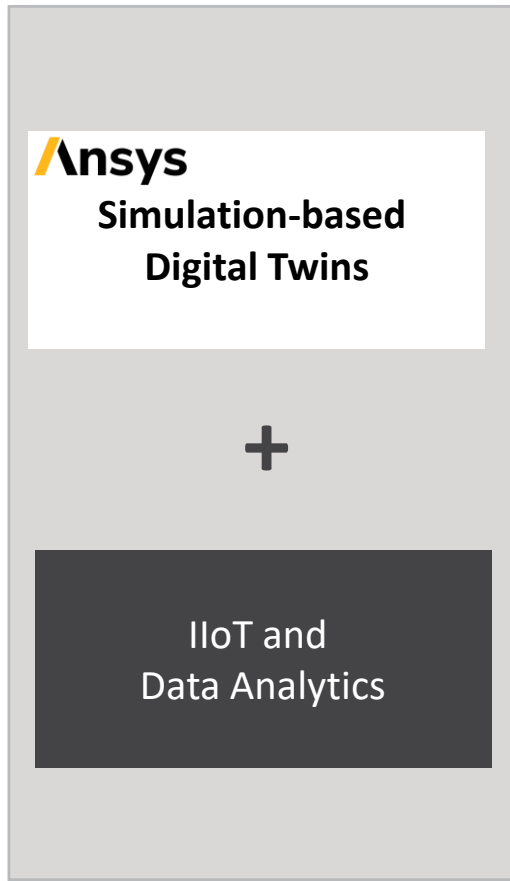 Ansys
Simulation-based
Digital Twins
+
IIoT and
Data Analytics